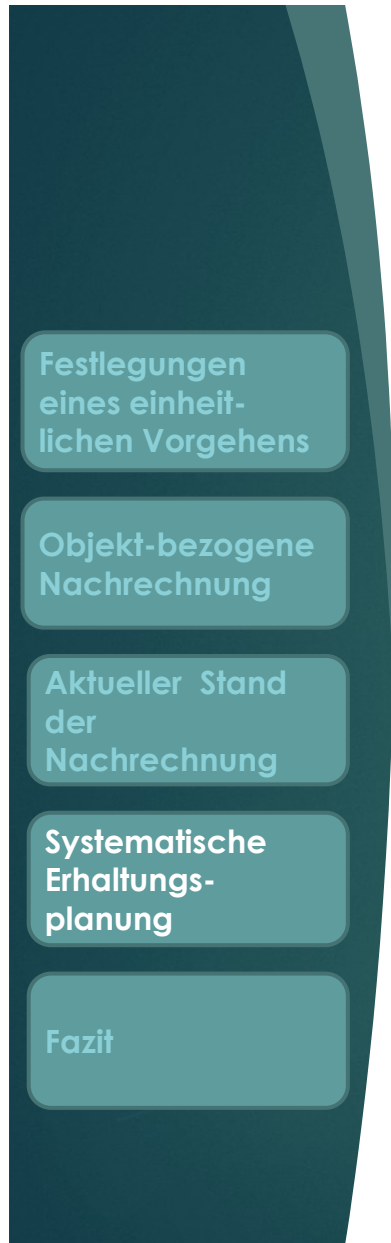 Festlegungen
eines einheit-
lichen Vorgehens
Objekt-bezogene
Nachrechnung
Aktueller Stand
der
Nachrechnung
Systematische
Erhaltungs-
planung
Fazit